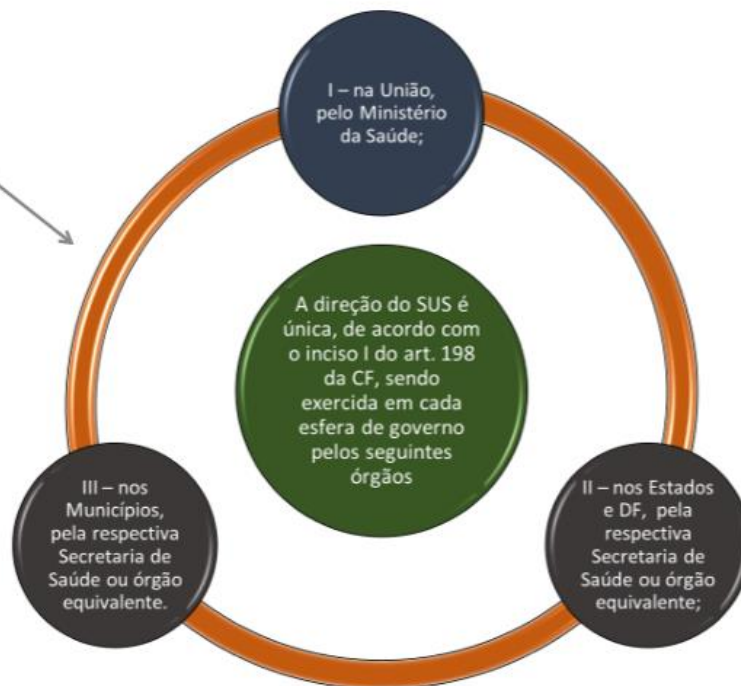 I – na União,
pelo Ministério
da Saúde;
A direção do SUS é
única, de acordo com
o inciso I do art. 198
da CF, sendo
exercida em cada
esfera de governo
pelos seguintes
órgãos
III – nos
Municípios,
pela respectiva
Secretaria de
Saúde ou órgão
equivalente.
II – nos Estados
e DF,  pela
respectiva
Secretaria de
Saúde ou órgão
equivalente;